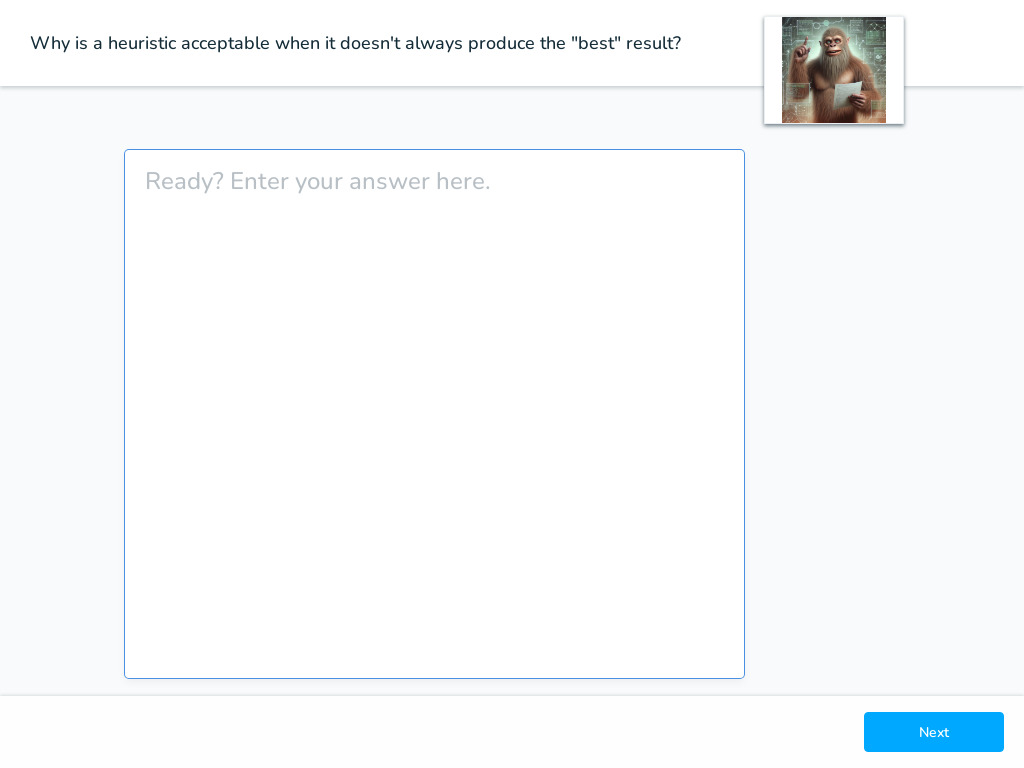 Why is a heuristic acceptable when it doesn't always produce the "best" result?
Ready? Enter your answer here.
Next